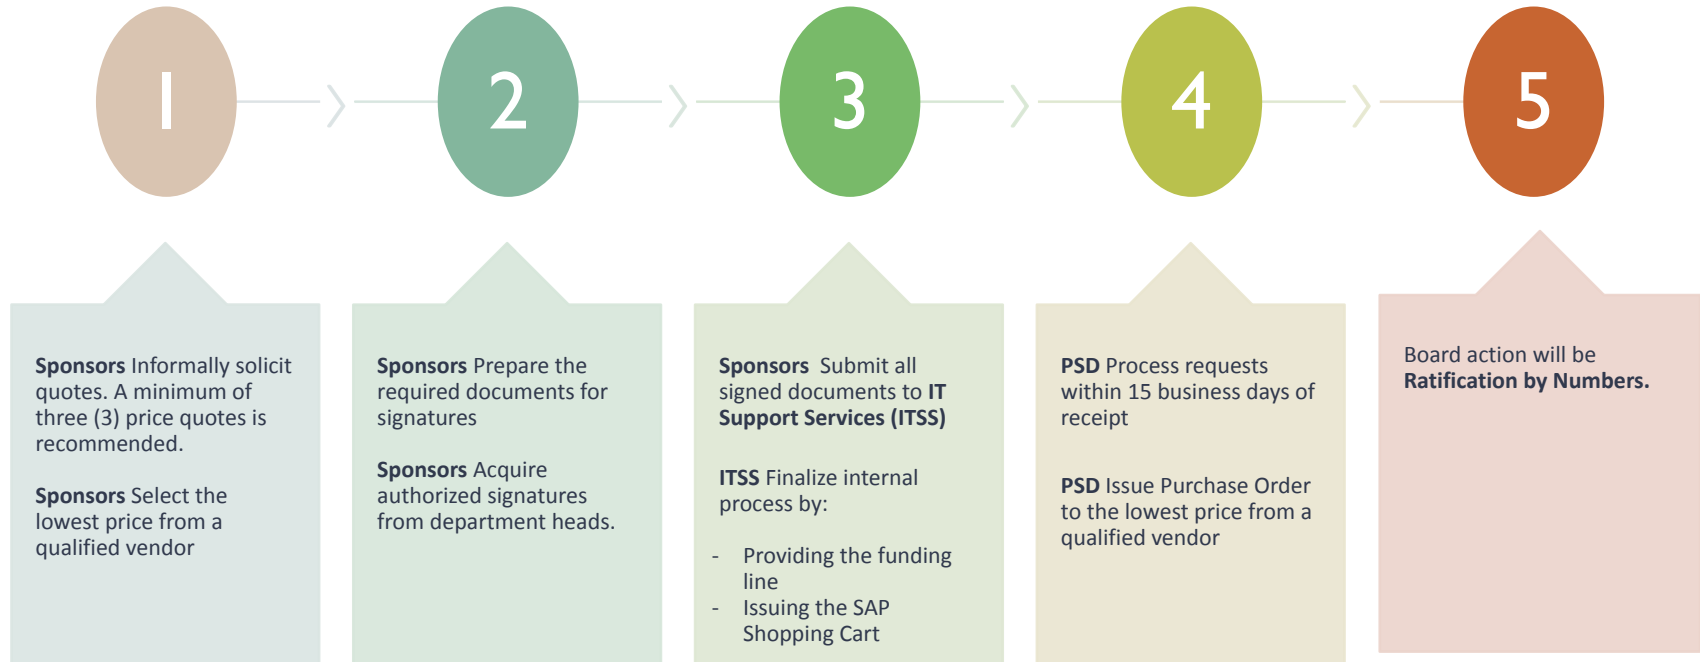 1
2
3
4
5
Sponsors Informally solicit
quotes. A minimum of
three (3) price quotes is
recommended.
Sponsors Select the
lowest price from a
qualified vendor
Sponsors Prepare the
required documents for
signatures
Sponsors Acquire
authorized signatures
from department heads.
Sponsors Submit all
signed documents to IT
Support Services (ITSS)
ITSS Finalize internal
process by:
- Providing the funding
line
- Issuing the SAP
Shopping Cart
PSD Process requests
within 15 business days of
receipt
PSD Issue Purchase Order
to the lowest price from a
qualified vendor
Board action will be
Ratification by Numbers.